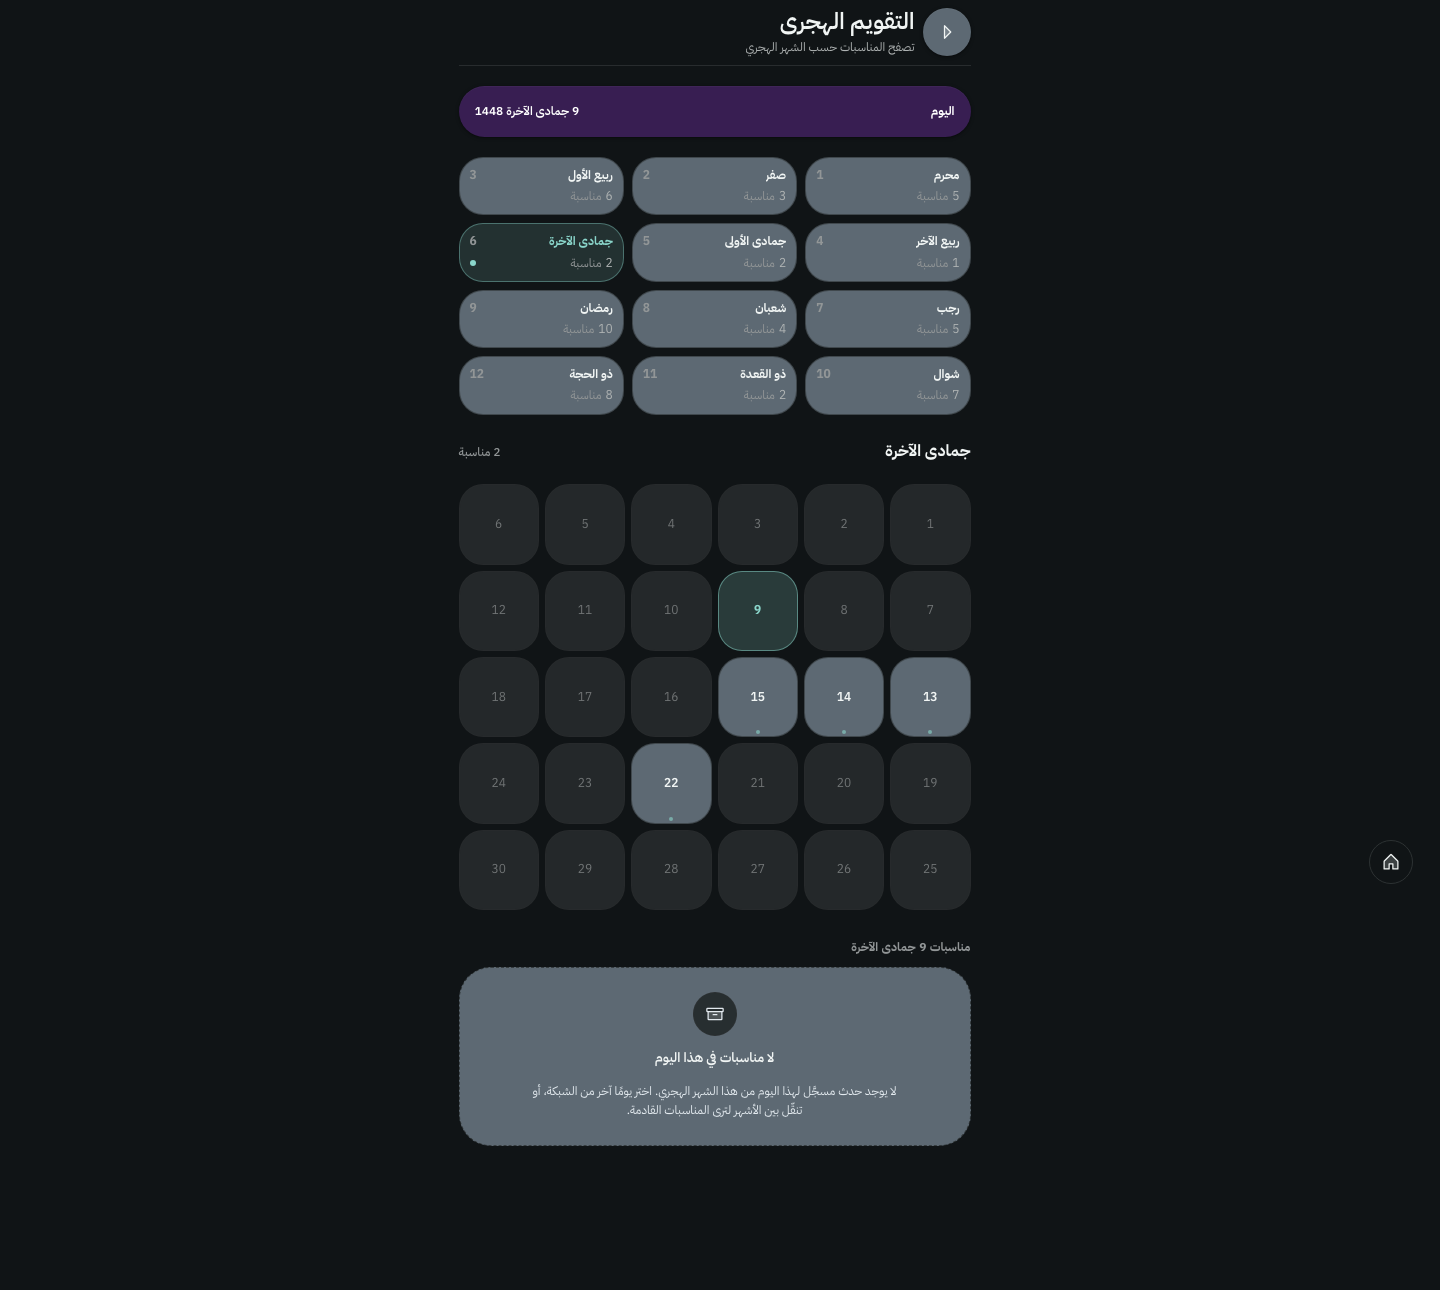 التقويم الهجرى
تصفح المناسبات حسب الشهر الهجري
اليوم
9 جمادى الآخرة 1448
محرم 1
5 مناسبة
صفر 2
3 مناسبة
ربيع الأول 3
6 مناسبة
ربيع الآخر 4
1 مناسبة
جمادى الأولى 5
2 مناسبة
جمادى الآخرة 6
2 مناسبة
رجب 7
5 مناسبة
شعبان 8
4 مناسبة
رمضان 9
10 مناسبة
شوال 10
7 مناسبة
ذو القعدة 11
2 مناسبة
ذو الحجة 12
8 مناسبة
جمادى الآخرة
2 مناسبة
1 2 3 4 5 6
7 8 9 10 11 12
13 14 15 16 17 18
19 20 21 22 23 24
25 26 27 28 29 30
مناسبات 9 جمادى الآخرة
لا مناسبات في هذا اليوم
لا يوجد حدث مسجَّل لهذا اليوم من هذا الشهر الهجري. اختر يومًا آخر من الشبكة، أو
تنقّل بين الأشهر لترى المناسبات القادمة.